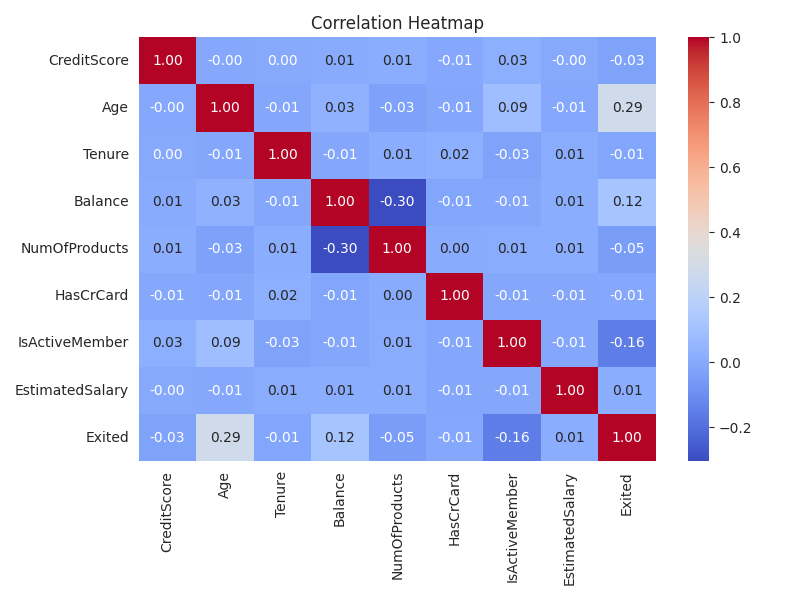 Correlation Heatmap
CreditScore 1.00 -0.00 0.00 0.01 0.01 -0.01 0.03 -0.00 -0.03
Age -0.00 1.00 -0.01 0.03 -0.03 -0.01 0.09 -0.01 0.29
Tenure 0.00 -0.01 1.00 -0.01 0.01 0.02 -0.03 0.01 -0.01
Balance 0.01 0.03 -0.01 1.00 -0.30 -0.01 -0.01 0.01 0.12
NumOfProducts 0.01 -0.03 0.01 -0.30 1.00 0.00 0.01 0.01 -0.05
HasCrCard -0.01 -0.01 0.02 -0.01 0.00 1.00 -0.01 -0.01 -0.01
IsActiveMember 0.03 0.09 -0.03 -0.01 0.01 -0.01 1.00 -0.01 -0.16
EstimatedSalary -0.00 -0.01 0.01 0.01 0.01 -0.01 -0.01 1.00 0.01
Exited -0.03 0.29 -0.01 0.12 -0.05 -0.01 -0.16 0.01 1.00
CreditScore
Age
Tenure
Balance
NumOfProducts
HasCrCard
IsActiveMember
EstimatedSalary
Exited
1.0
0.8
0.6
0.4
0.2
0.0
−0.2